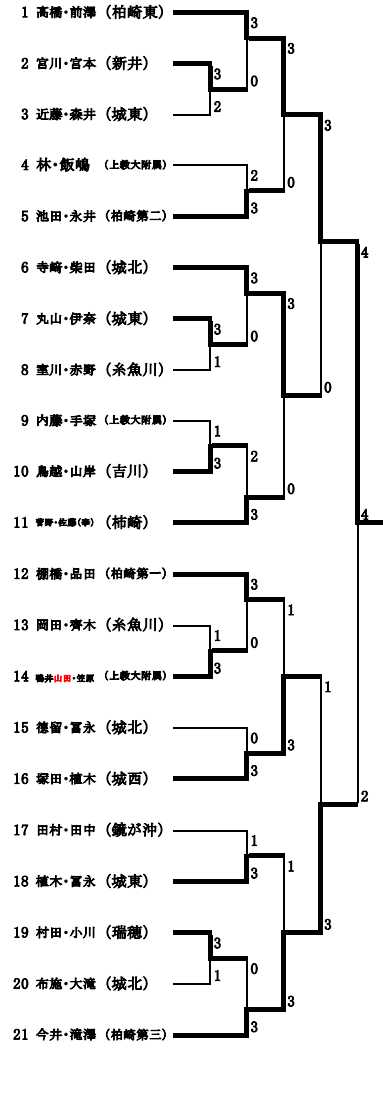 1 高橋・前澤 (柏崎東)
3
3
2 宮川・宮本 (新井)
3
0
3 近藤・森井 (城東)
2
3
4 林・飯嶋 (上教大附属)
2
0
5 池田・永井 (柏崎第二)
3
4
6 寺崎・柴田 (城北)
3
3
7 丸山・伊奈 (城東)
3
0
8 室川・赤野 (糸魚川)
1
0
9 内藤・手塚 (上教大附属)
1
2
10 鳥越・山岸 (吉川)
3
0
11 菅野・佐藤(奉) (柿崎)
3
4
12 棚橋・品田 (柏崎第一)
3
1
13 岡田・齊木 (糸魚川)
1
0
14 鴨井山田・笠原 (上教大附属)
3
1
15 德留・冨永 (城北)
0
3
16 塚田・植木 (城西)
3
2
17 田村・田中 (鏡が沖)
1
1
18 植木・冨永 (城東)
3
19 村田・小川 (瑞穂)
3
3
20 布施・大滝 (城北)
1
0
3
21 今井・滝澤 (柏崎第三)
3